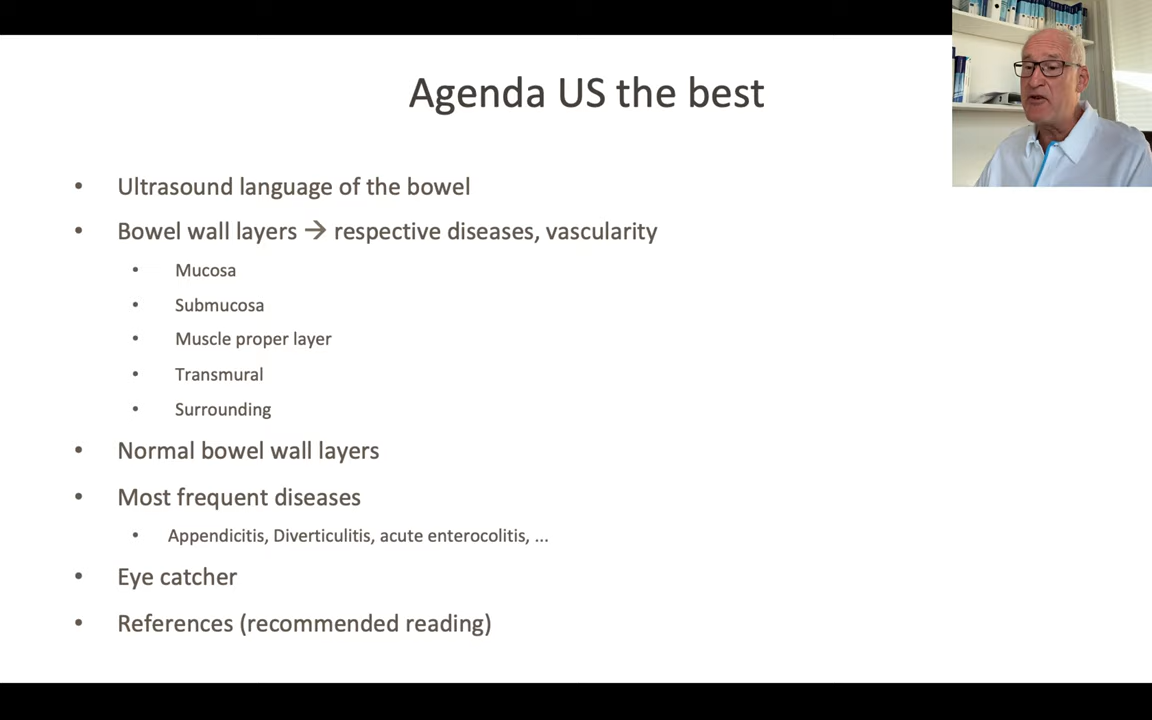 Agenda US the best
• Ultrasound language of the bowel
• Bowel wall layers → respective diseases, vascularity
• Mucosa
• Submucosa
• Muscle proper layer
• Transmural
• Surrounding
• Normal bowel wall layers
• Most frequent diseases
• Appendicitis, Diverticulitis, acute enterocolitis, ...
• Eye catcher
• References (recommended reading)